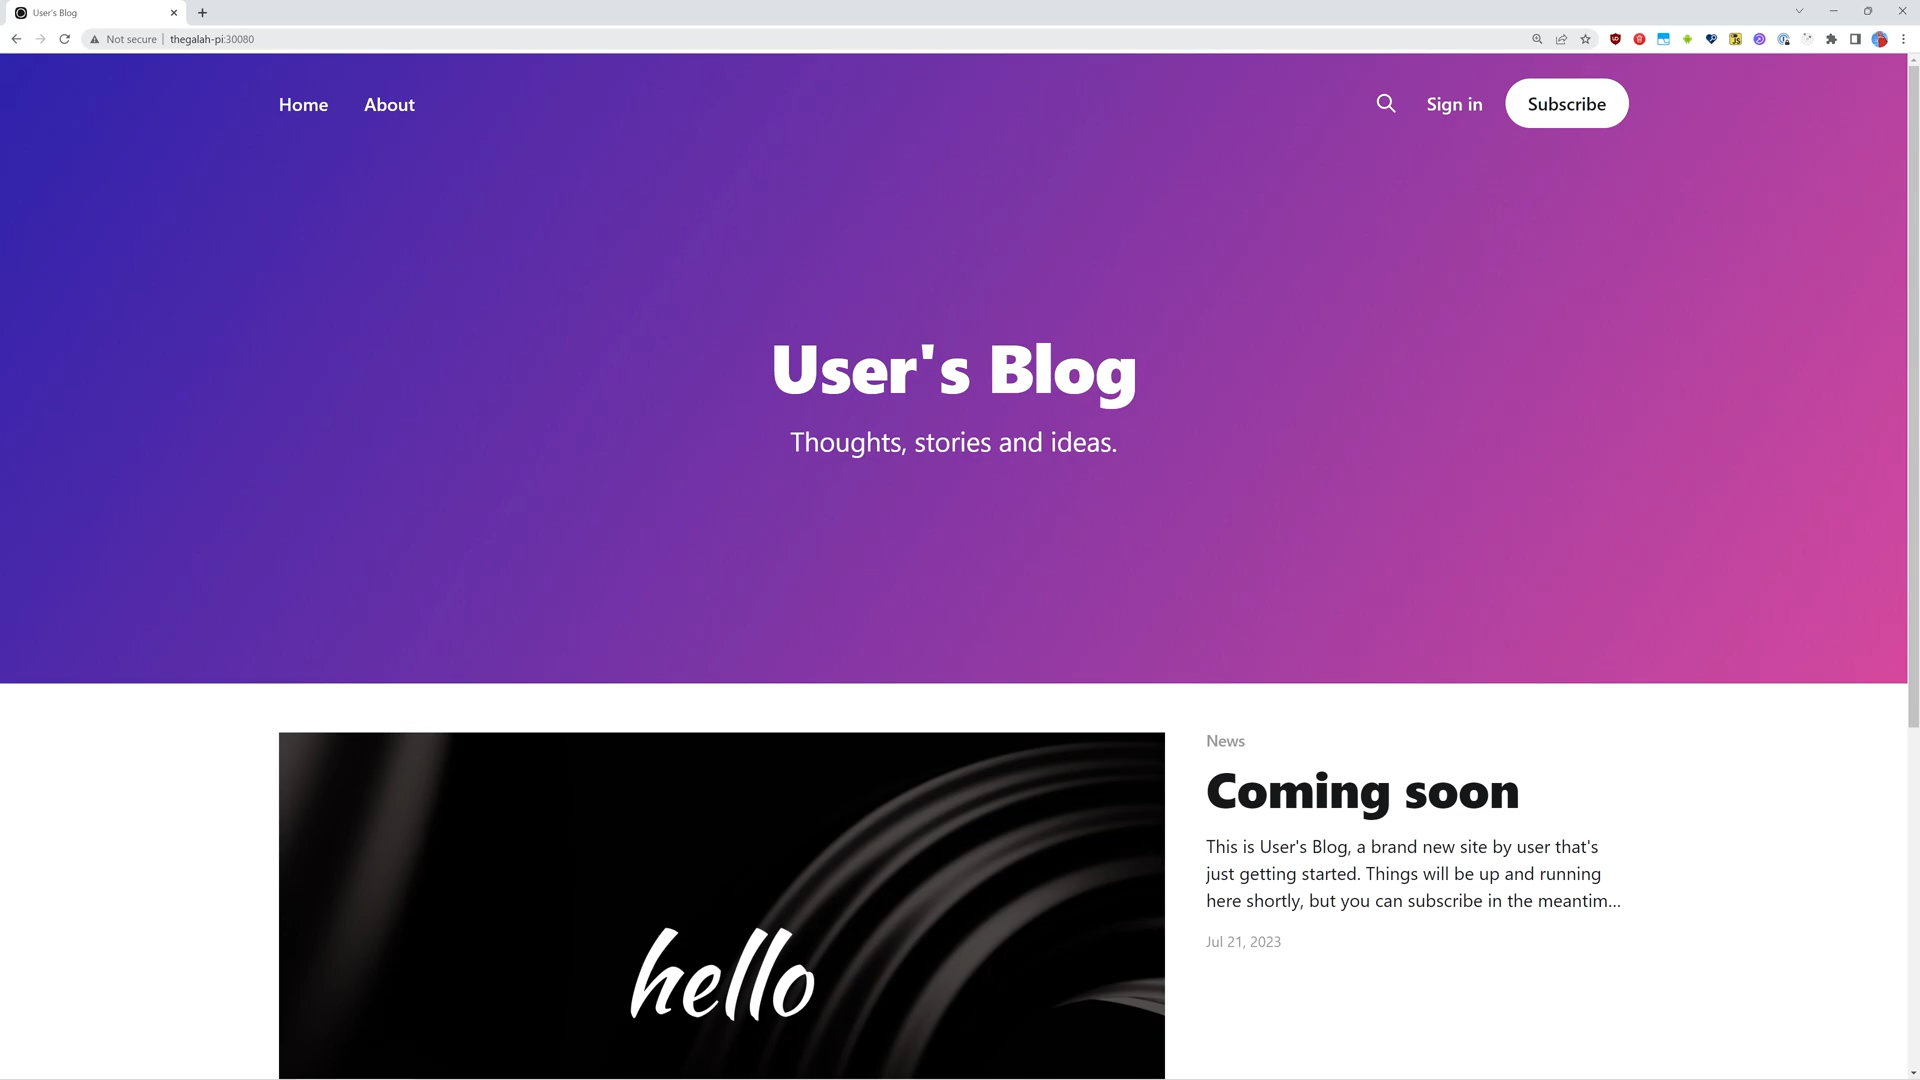 User's Blog
Not secure
thegalah-pi:30080
Home
About
Sign in
Subscribe
User's Blog
Thoughts, stories and ideas.
hello
News
Coming soon
This is User's Blog, a brand new site by user that's
just getting started. Things will be up and running
here shortly, but you can subscribe in the meantim...
Jul 21, 2023